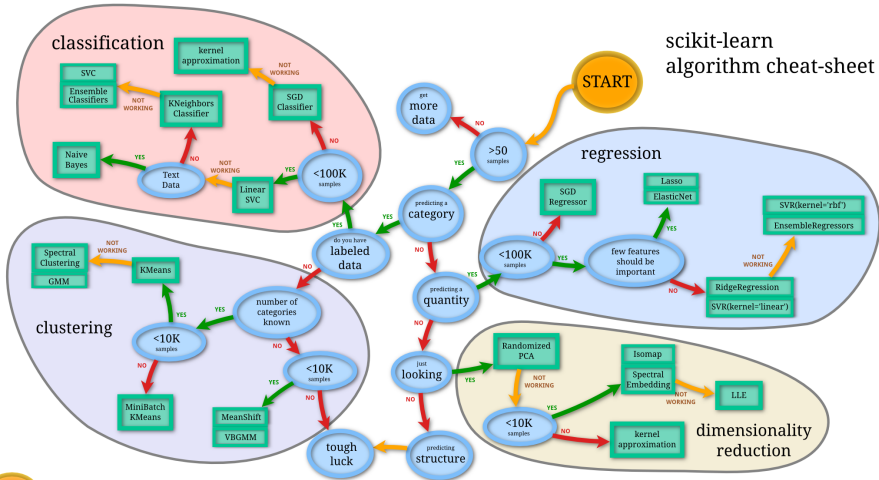 scikit-learn
algorithm cheat-sheet
START
classification
kernel
approximation
NOT
WORKING
SVC
Ensemble
Classifiers
NOT
WORKING
KNeighbors
Classifier
SGD
Classifier
NO
Naive
Bayes
YES
Text
Data
NO
NOT
WORKING
Linear
SVC
YES
<100K
samples
get
more
data
NO
>50
samples
YES
predicting a
category
YES
NO
do you have
labeled
data
YES
NO
predicting a
quantity
YES
NO
just
looking
YES
NO
predicting
structure
tough
luck
regression
SGD
Regressor
NO
<100K
samples
YES
few features
should be
important
YES
Lasso
ElasticNet
NO
RidgeRegression
SVR(kernel='linear')
NOT
WORKING
SVR(kernel='rbf')
EnsembleRegressors
clustering
Spectral
Clustering
GMM
NOT
WORKING
KMeans
YES
<10K
samples
YES
number of
categories
known
NO
NO
MiniBatch
KMeans
<10K
samples
YES
NO
MeanShift
VBGMM
dimensionality
reduction
Randomized
PCA
NOT
WORKING
<10K
samples
YES
NO
Isomap
Spectral
Embedding
NOT
WORKING
LLE
kernel
approximation